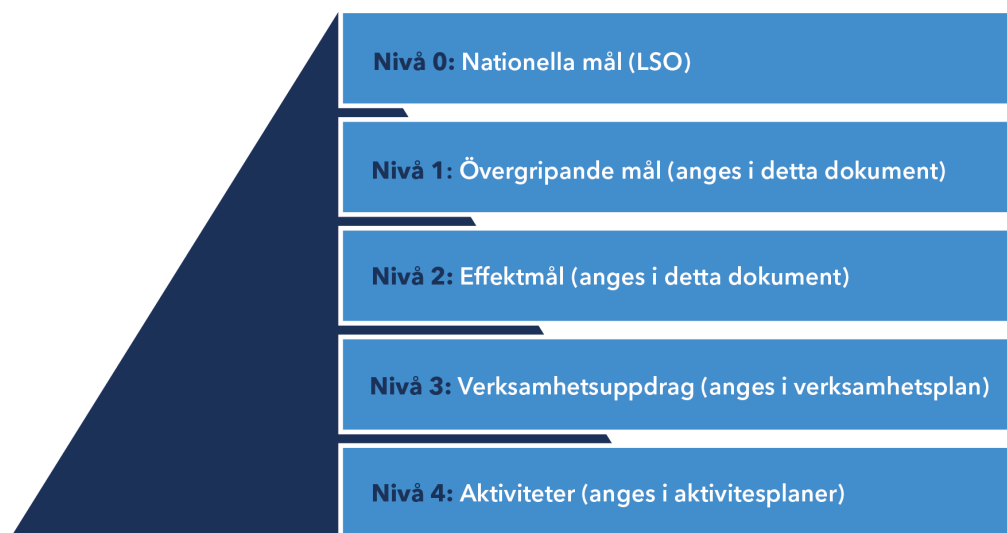 Nivå 0: Nationella mål (LSO)
Nivå 1: Övergripande mål (anges i detta dokument)
Nivå 2: Effektmål (anges i detta dokument)
Nivå 3: Verksamhetsuppdrag (anges i verksamhetsplan)
Nivå 4: Aktiviteter (anges i aktivitesplaner)